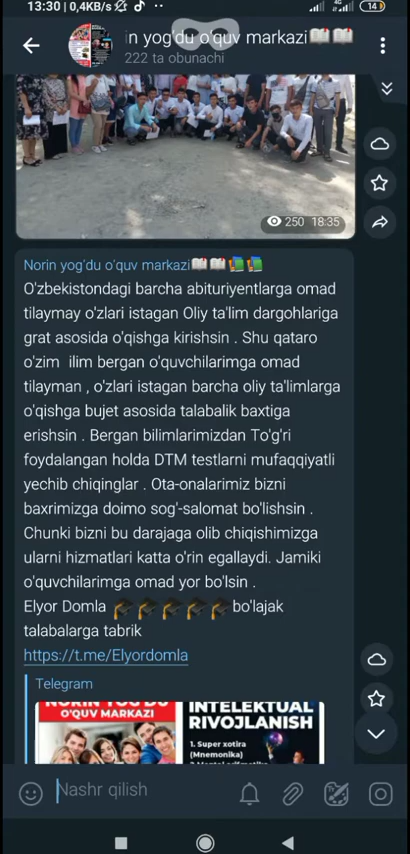 13:30 | 0,4KB/s
4G
14
n yog'du o'quv markazi
222 ta obunachi
250 18:35
Norin yog'du o'quv markazi
O'zbekistondagi barcha abituriyentlarga omad
tilaymay o'zlari istagan Oliy ta'lim dargohlariga
grat asosida o'qishga kirishsin . Shu qataro
o'zim ilim bergan o'quvchilarimga omad
tilayman , o'zlari istagan barcha oliy ta'limlarga
o'qishga bujet asosida talabalik baxtiga
erishsin . Bergan bilimlarimizdan To'g'ri
foydalangan holda DTM testlarni mufaqqiyatli
yechib chiqinglar . Ota-onalarimiz bizni
baxrimizga doimo sog'-salomat bo'lishsin .
Chunki bizni bu darajaga olib chiqishimizga
ularni hizmatlari katta o'rin egallaydi. Jamiki
o'quvchilarimga omad yor bo'lsin .
Elyor Domla 🎓🎓🎓🎓🎓bo'lajak
talabalarga tabrik
https://t.me/Elyordomla
Telegram
NORIN YOG'DU
O'QUV MARKAZI
INTELEKTUAL
RIVOJLANISH
1. Super xotira
(Mnemonika)
Nashr qilish